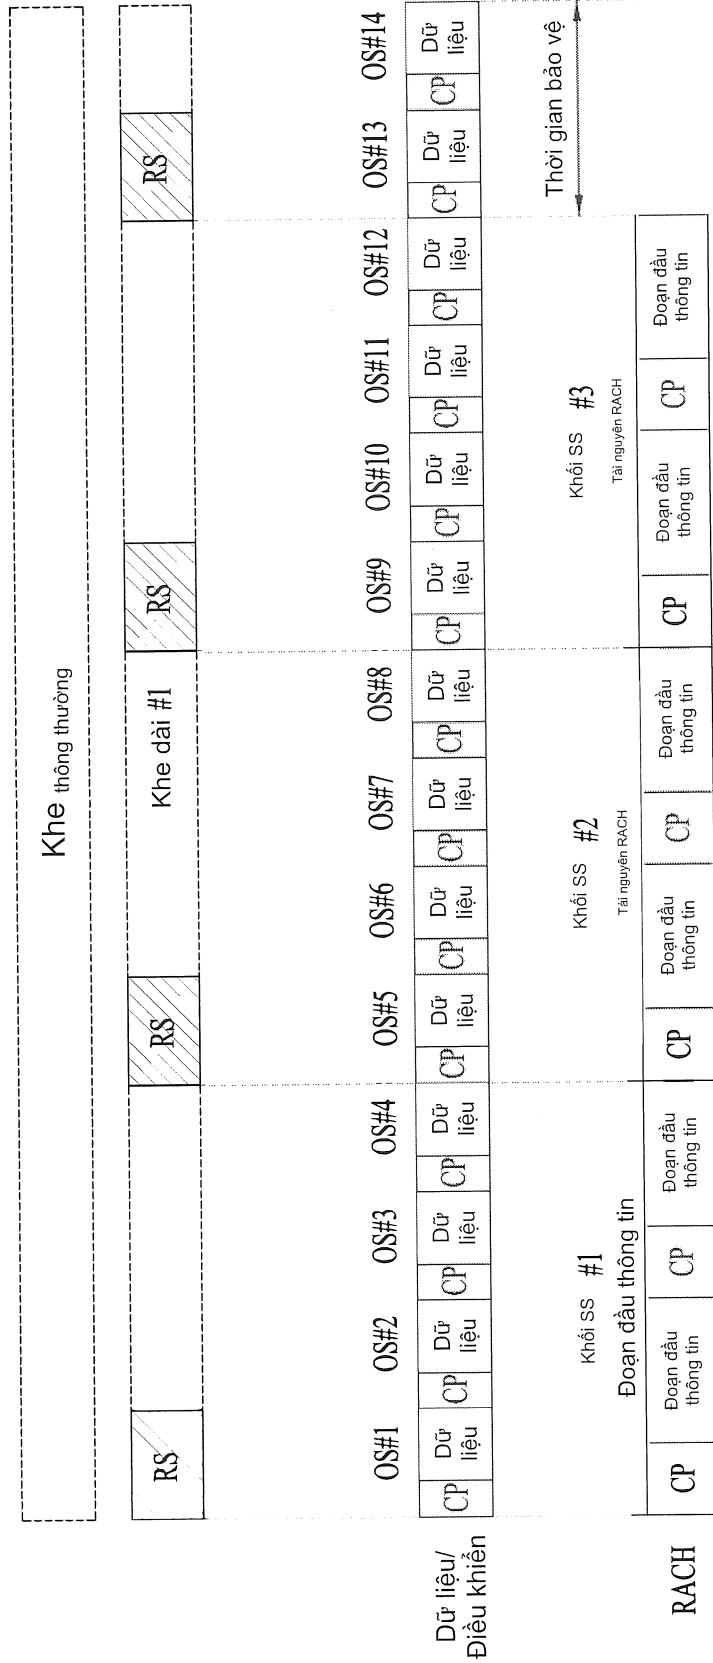 Khe thông thường
RS
RS
Khe dài #1
RS
RS
OS#1 OS#2 OS#3 OS#4 OS#5 OS#6 OS#7 OS#8 OS#9 OS#10 OS#11 OS#12 OS#13 OS#14
Dữ liệu/
Điều khiển
CP
Dữ
liệu
CP
Dữ
liệu
CP
Dữ
liệu
CP
Dữ
liệu
CP
Dữ
liệu
CP
Dữ
liệu
CP
Dữ
liệu
CP
Dữ
liệu
CP
Dữ
liệu
CP
Dữ
liệu
CP
Dữ
liệu
CP
Dữ
liệu
CP
Dữ
liệu
CP
Dữ
liệu
Thời gian bảo vệ
Khối SS #1
Đoạn đầu thông tin
Khối SS #2
Tài nguyên RACH
Khối SS #3
Tài nguyên RACH
RACH
CP
Đoạn đầu
thông tin
CP
Đoạn đầu
thông tin
CP
Đoạn đầu
thông tin
CP
Đoạn đầu
thông tin
CP
Đoạn đầu
thông tin
CP
Đoạn đầu
thông tin